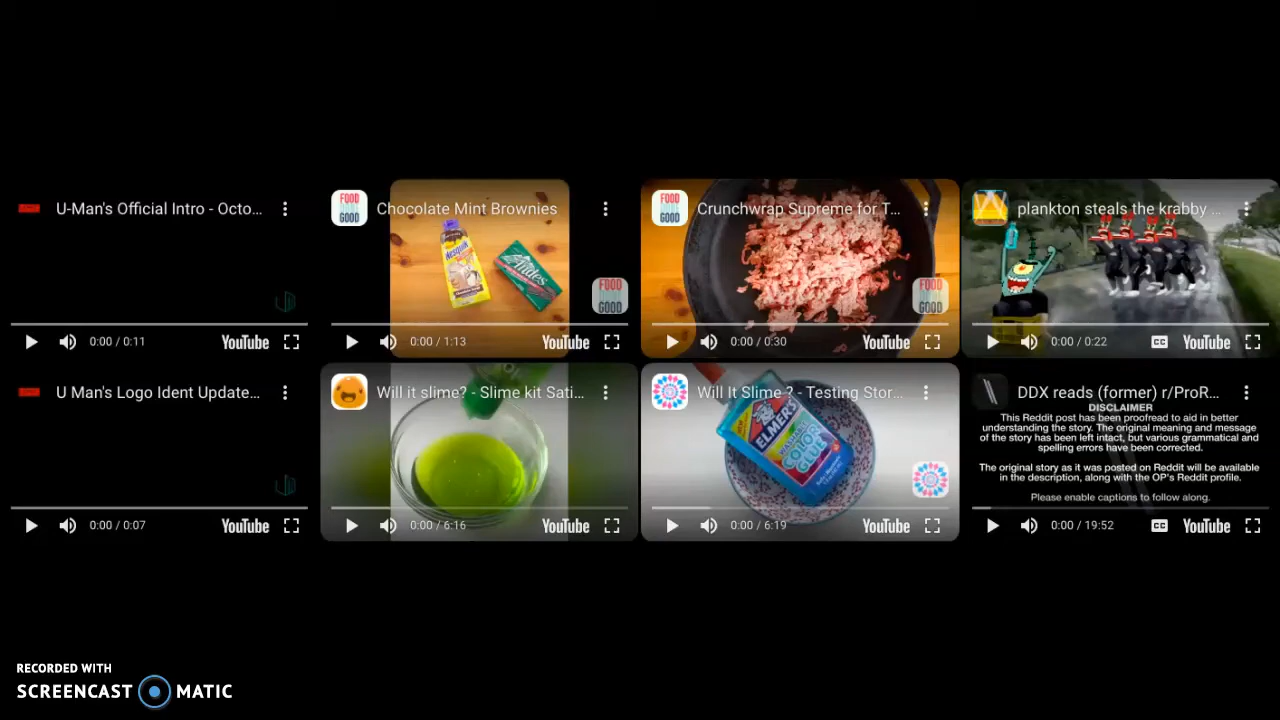 U-Man's Official Intro - Octo...
0:00 / 0:11
YouTube
FOOD
GOOD
Chocolate Mint Brownies
Nesquik
Andes
FOOD
GOOD
0:00 / 1:13
YouTube
FOOD
GOOD
Crunchwrap Supreme for T...
FOOD
GOOD
0:00 / 0:30
YouTube
plankton steals the krabby ...
0:00 / 0:22
CC
YouTube
U Man's Logo Ident Update...
0:00 / 0:07
YouTube
Will it slime? - Slime kit Sati...
0:00 / 6:16
YouTube
Will It Slime ? - Testing Stor...
ELMER'S
WASHABLE
COLOR
GLUE
0:00 / 6:19
YouTube
DDX reads (former) r/ProR...
DISCLAIMER
This Reddit post has been proofread to aid in better
understanding the story. The original meaning and message
of the story has been left intact, but various grammatical and
spelling errors have been corrected.
The original story as it was posted on Reddit will be available
in the description, along with the OP's Reddit profile.
Please enable captions to follow along.
0:00 / 19:52
CC
YouTube
RECORDED WITH
SCREENCAST MATIC